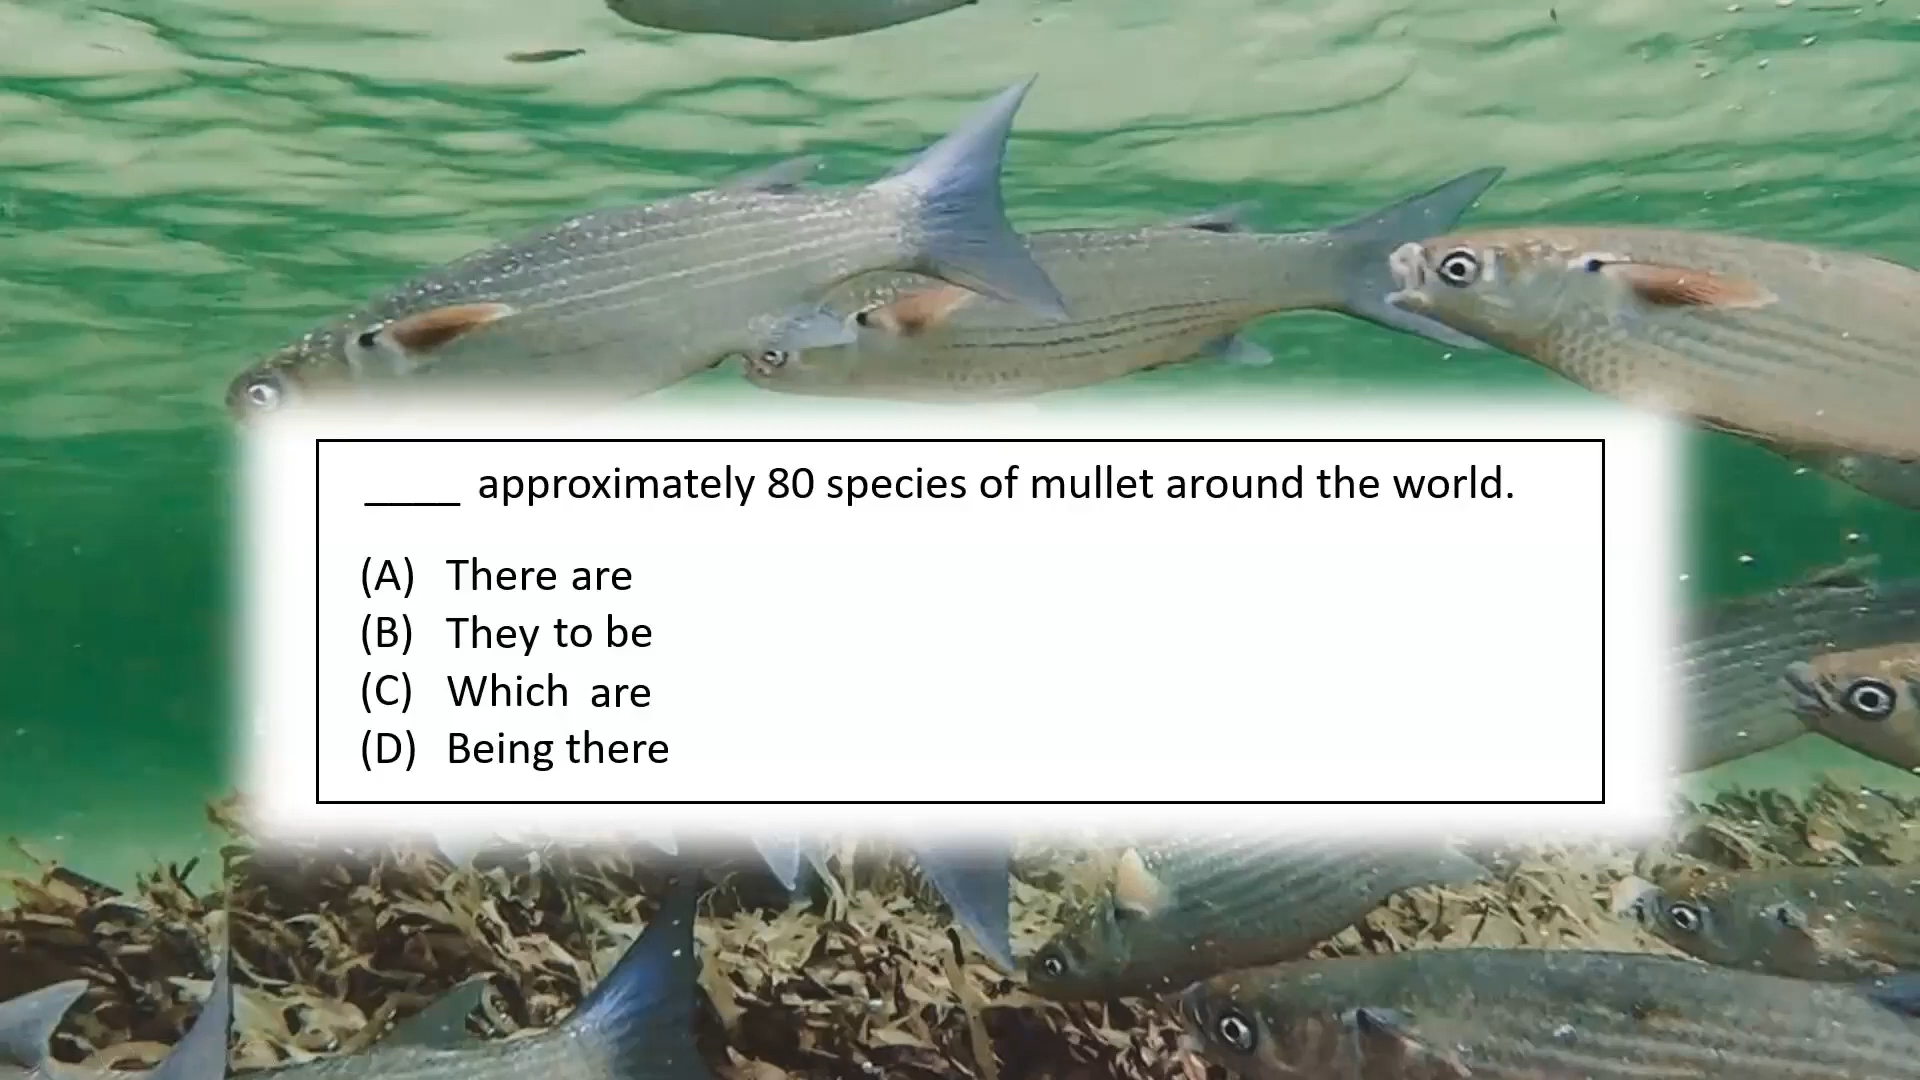 ____ approximately 80 species of mullet around the world.
(A) There are
(B) They to be
(C) Which are
(D) Being there